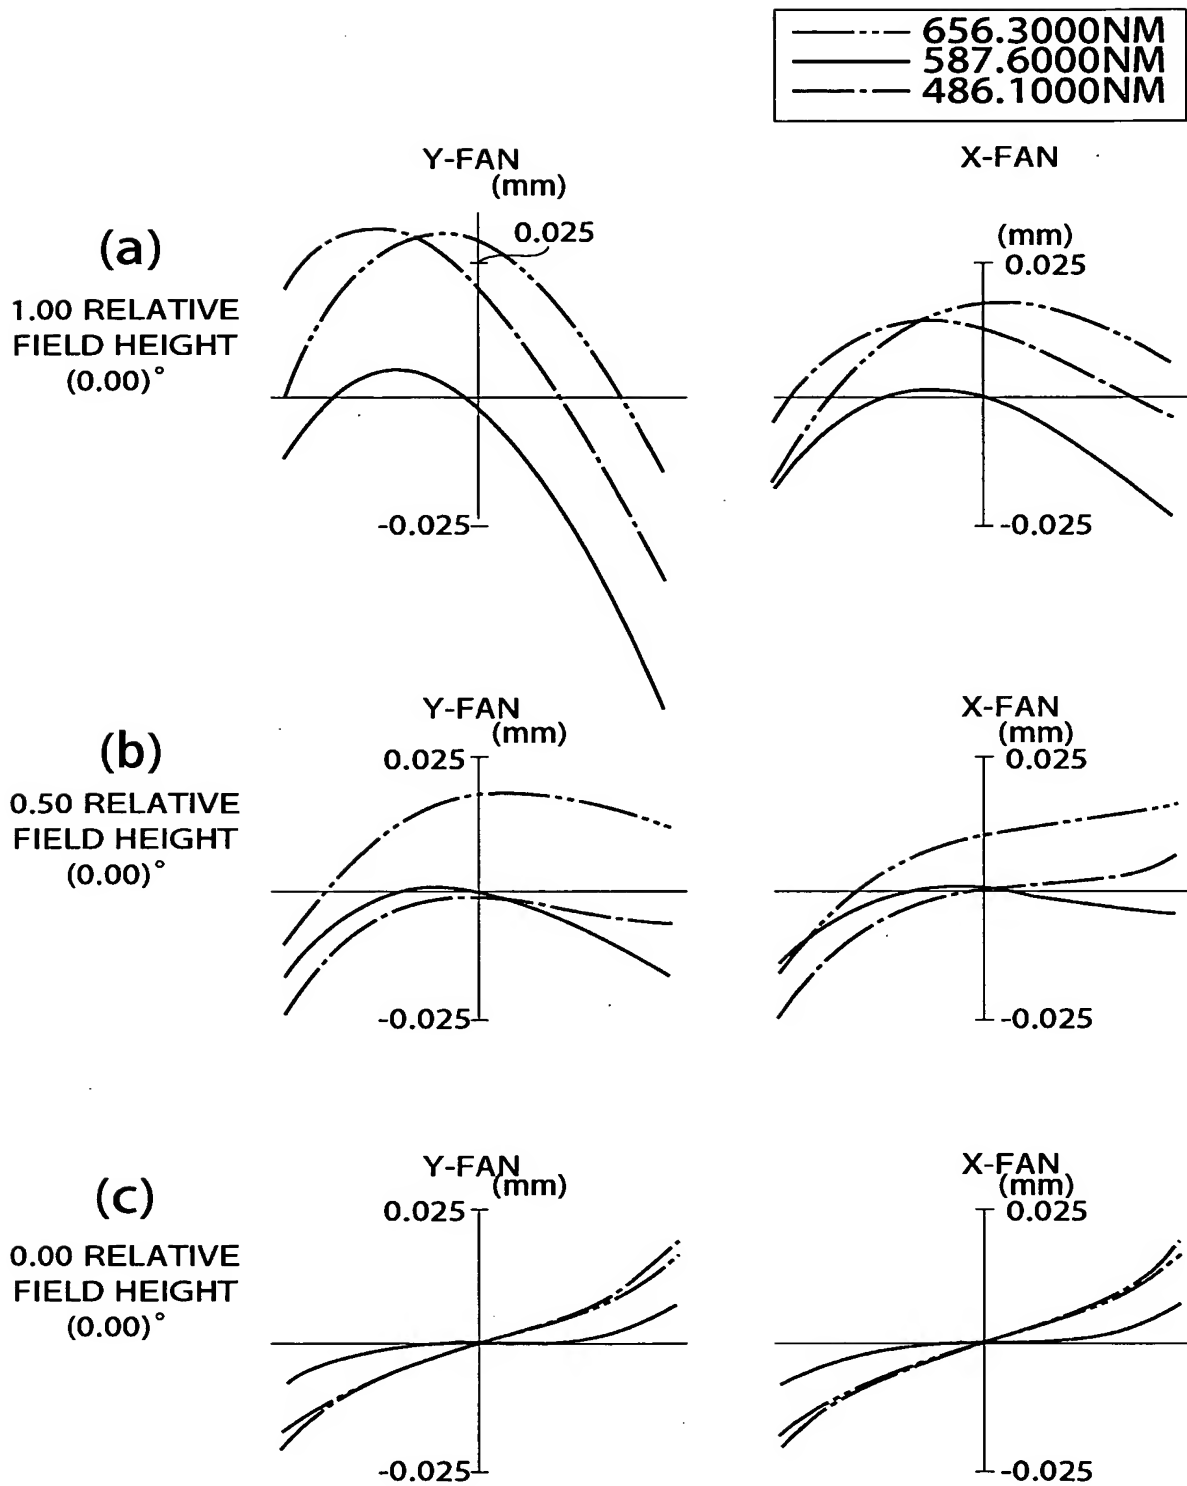 656.3000NM
587.6000NM
486.1000NM
Y-FAN
(mm)
X-FAN
(a)
0.025
(mm)
0.025
1.00 RELATIVE
FIELD HEIGHT
(0.00)°
-0.025
-0.025
Y-FAN
(mm)
X-FAN
(mm)
(b)
0.025
0.025
0.50 RELATIVE
FIELD HEIGHT
(0.00)°
-0.025
-0.025
Y-FAN
(mm)
X-FAN
(mm)
(c)
0.025
0.025
0.00 RELATIVE
FIELD HEIGHT
(0.00)°
-0.025
-0.025